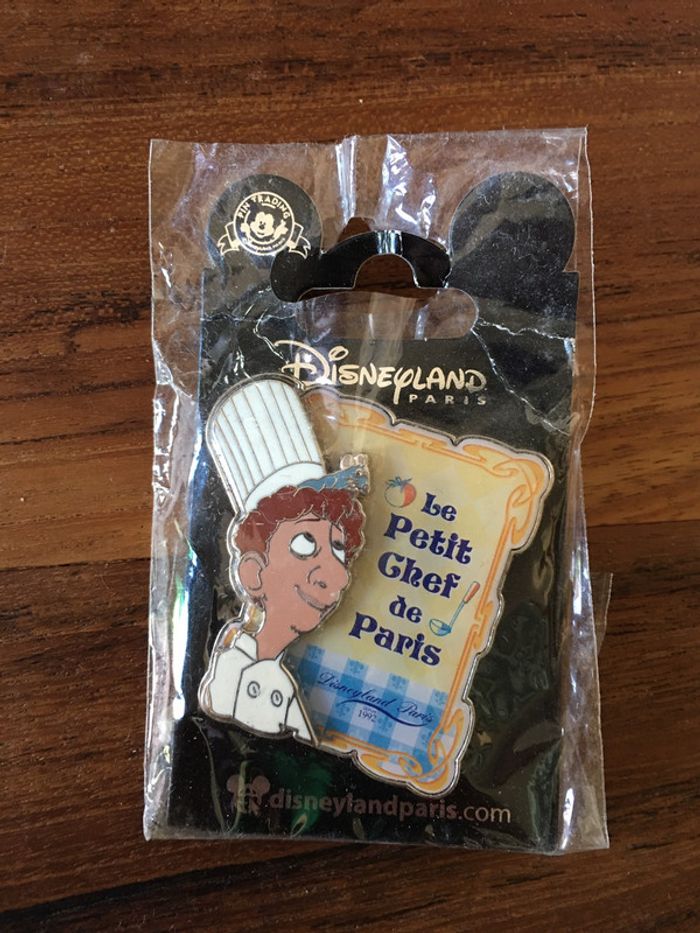 PIN TRADING
DISNEYLAND
PARIS
Le
Petit
Chef
de
Paris
Disneyland Paris
1992
.disneylandparis.com